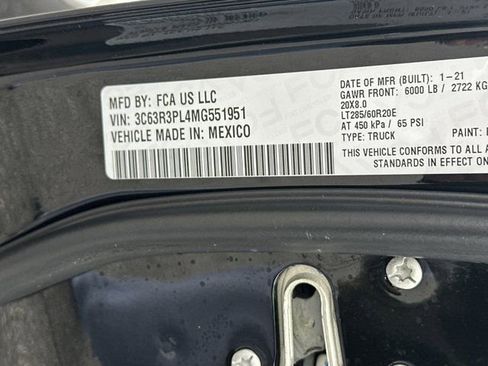 MFD BY: FCA US LLC
VIN: 3C63R3PL4MG551951
VEHICLE MADE IN: MEXICO
DATE OF MFR (BUILT): 1-21
GAWR FRONT: 6000 LB / 2722 KG
20X8.0
LT285/60R20E
AT 450 kPa / 65 PSI
TYPE: TRUCK
PAINT:
THIS VEHICLE CONFORMS TO ALL A
STANDARDS IN EFFECT ON